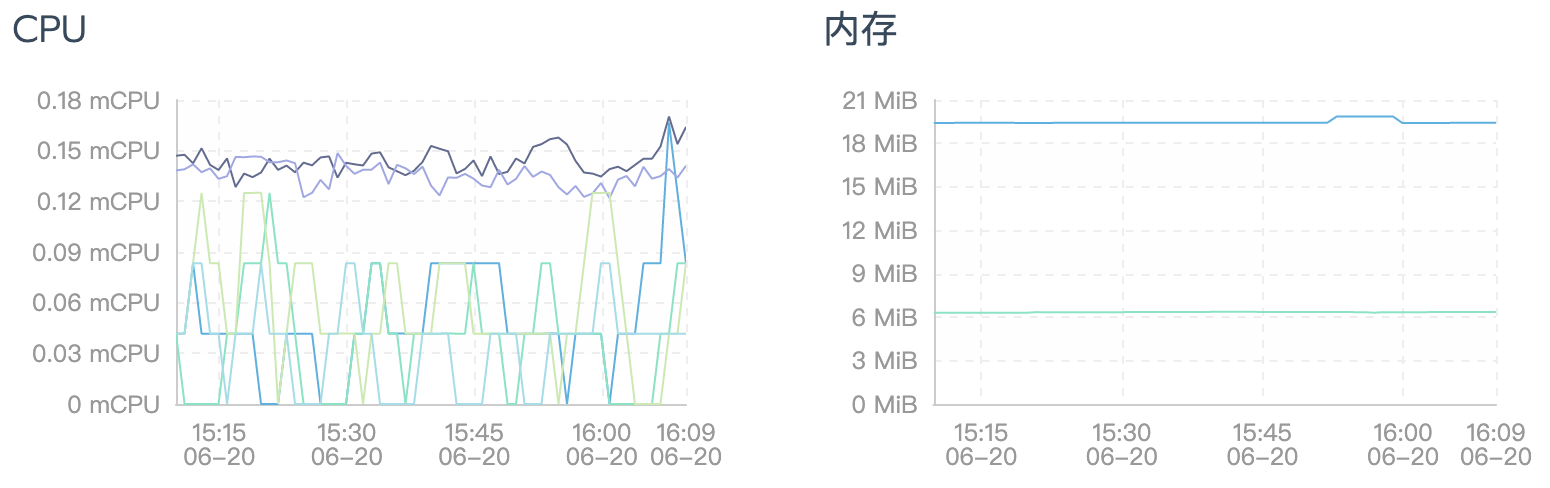 CPU
0.18 mCPU
0.15 mCPU
0.12 mCPU
0.09 mCPU
0.06 mCPU
0.03 mCPU
0 mCPU
15:15 15:30 15:45 16:00 16:09
06-20 06-20 06-20 06-20 06-20
内存
21 MiB
18 MiB
15 MiB
12 MiB
9 MiB
6 MiB
3 MiB
0 MiB
15:15 15:30 15:45 16:00 16:09
06-20 06-20 06-20 06-20 06-20